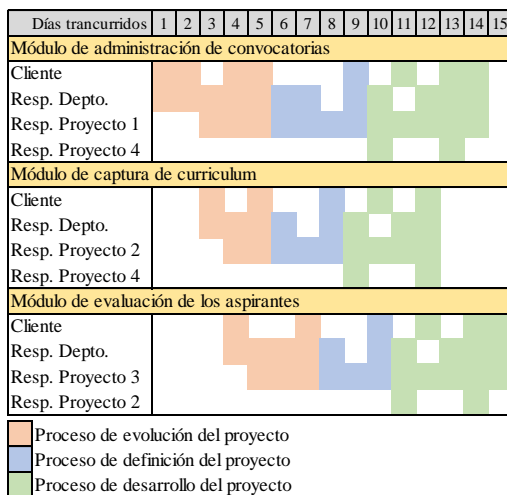 Días trancurridos 1 2 3 4 5 6 7 8 9 10 11 12 13 14 15
Módulo de administración de convocatorias
Cliente
Resp. Depto.
Resp. Proyecto 1
Resp. Proyecto 4
Módulo de captura de curriculum
Cliente
Resp. Depto.
Resp. Proyecto 2
Resp. Proyecto 4
Módulo de evaluación de los aspirantes
Cliente
Resp. Depto.
Resp. Proyecto 3
Resp. Proyecto 2
Proceso de evolución del proyecto
Proceso de definición del proyecto
Proceso de desarrollo del proyecto